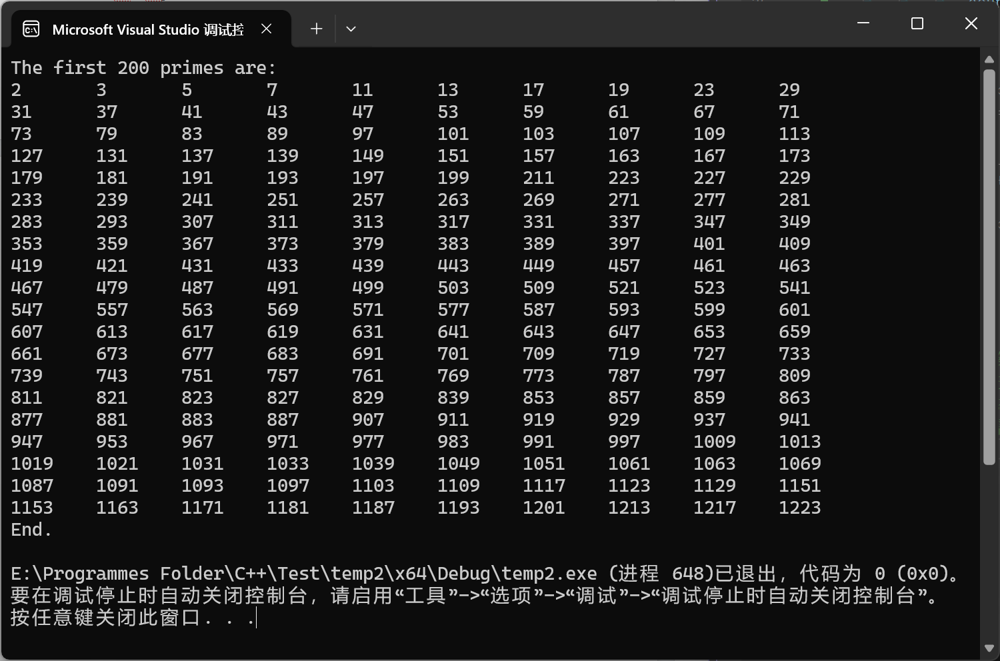 Microsoft Visual Studio 调试控
The first 200 primes are:
2 3 5 7 11 13 17 19 23 29
31 37 41 43 47 53 59 61 67 71
73 79 83 89 97 101 103 107 109 113
127 131 137 139 149 151 157 163 167 173
179 181 191 193 197 199 211 223 227 229
233 239 241 251 257 263 269 271 277 281
283 293 307 311 313 317 331 337 347 349
353 359 367 373 379 383 389 397 401 409
419 421 431 433 439 443 449 457 461 463
467 479 487 491 499 503 509 521 523 541
547 557 563 569 571 577 587 593 599 601
607 613 617 619 631 641 643 647 653 659
661 673 677 683 691 701 709 719 727 733
739 743 751 757 761 769 773 787 797 809
811 821 823 827 829 839 853 857 859 863
877 881 883 887 907 911 919 929 937 941
947 953 967 971 977 983 991 997 1009 1013
1019 1021 1031 1033 1039 1049 1051 1061 1063 1069
1087 1091 1093 1097 1103 1109 1117 1123 1129 1151
1153 1163 1171 1181 1187 1193 1201 1213 1217 1223
End.
E:\Programmes Folder\C++\Test\temp2\x64\Debug\temp2.exe (进程 648)已退出，代码为 0 (0x0)。
要在调试停止时自动关闭控制台，请启用“工具”->“选项”->“调试”->“调试停止时自动关闭控制台”。
按任意键关闭此窗口. . .